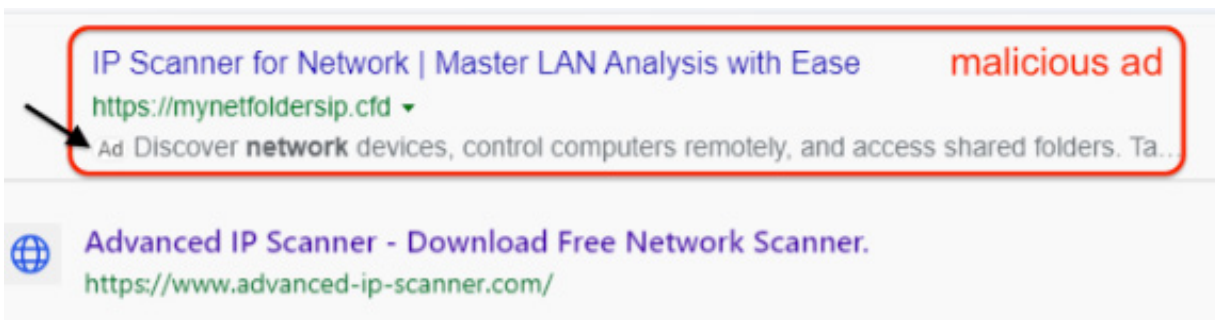 IP Scanner for Network | Master LAN Analysis with Ease malicious ad
https://mynetfoldersip.cfd
Ad Discover network devices, control computers remotely, and access shared folders. Ta...
Advanced IP Scanner - Download Free Network Scanner.
https://www.advanced-ip-scanner.com/